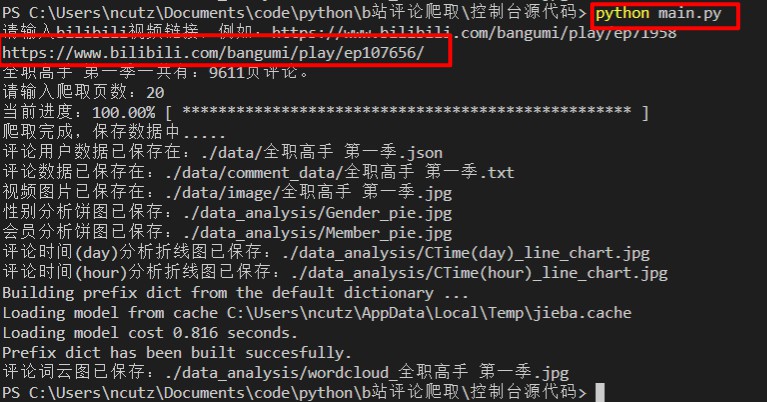 PS C:\Users\ncutz\Documents\code\python\b站评论爬取\控制台源代码> python main.py
请输入bilibili视频链接，例如：https://www.bilibili.com/bangumi/play/ep71958
https://www.bilibili.com/bangumi/play/ep107656/
全职高手 第一季一共有：9611页评论。
请输入爬取页数：20
当前进度：100.00% [ ************************************************** ]
爬取完成，保存数据中.....
评论用户数据已保存在：./data/全职高手 第一季.json
评论数据已保存在：./data/comment_data/全职高手 第一季.txt
视频图片已保存在：./data/image/全职高手 第一季.jpg
性别分析饼图已保存：./data_analysis/Gender_pie.jpg
会员分析饼图已保存：./data_analysis/Member_pie.jpg
评论时间(day)分析折线图已保存：./data_analysis/CTime(day)_line_chart.jpg
评论时间(hour)分析折线图已保存：./data_analysis/CTime(hour)_line_chart.jpg
Building prefix dict from the default dictionary ...
Loading model from cache C:\Users\ncutz\AppData\Local\Temp\jieba.cache
Loading model cost 0.816 seconds.
Prefix dict has been built succesfully.
评论词云图已保存：./data_analysis/wordcloud_全职高手 第一季.jpg
PS C:\Users\ncutz\Documents\code\python\b站评论爬取\控制台源代码>